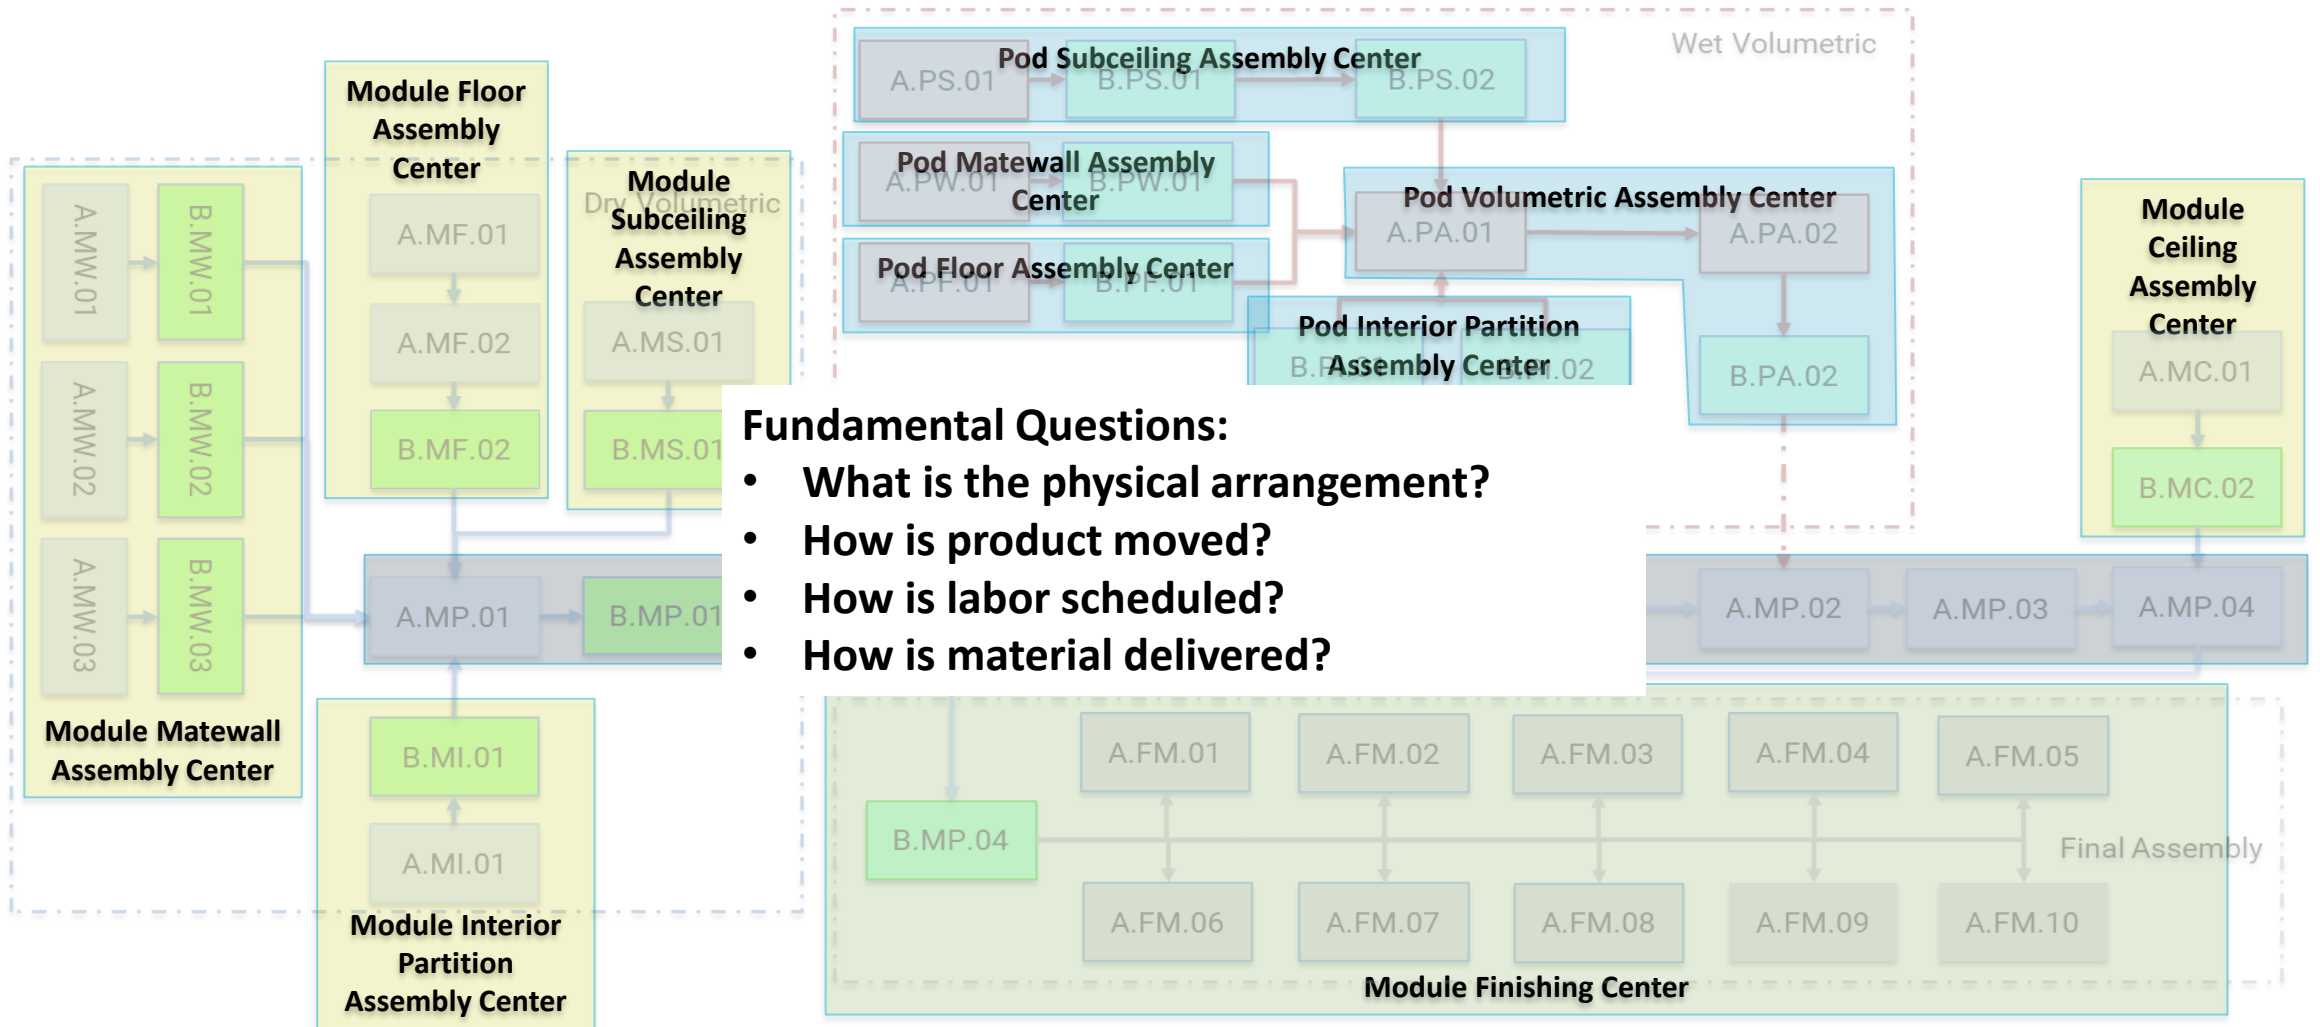 Wet Volumetric
Pod Subceiling Assembly Center
A.PS.01
B.PS.01
B.PS.02
Module Floor
Assembly
Center
A.MF.01
A.MF.02
B.MF.02
Dry Volumetric
Module
Subceiling
Assembly
Center
A.MS.01
B.MS.01
A.MW.01
B.MW.01
A.MW.02
B.MW.02
A.MW.03
B.MW.03
Module Matewall
Assembly Center
Pod Matewall Assembly
Center
A.PW.01
B.PW.01
Pod Floor Assembly Center
A.PF.01
B.PF.01
Pod Volumetric Assembly Center
A.PA.01
A.PA.02
B.PA.02
Pod Interior Partition
Assembly Center
B.PI.01
B.PI.02
Module
Ceiling
Assembly
Center
A.MC.01
B.MC.02
Fundamental Questions:
• What is the physical arrangement?
• How is product moved?
• How is labor scheduled?
• How is material delivered?
A.MP.01
B.MP.01
A.MP.02
A.MP.03
A.MP.04
B.MI.01
A.MI.01
Module Interior
Partition
Assembly Center
B.MP.04
A.FM.01
A.FM.02
A.FM.03
A.FM.04
A.FM.05
Final Assembly
A.FM.06
A.FM.07
A.FM.08
A.FM.09
A.FM.10
Module Finishing Center